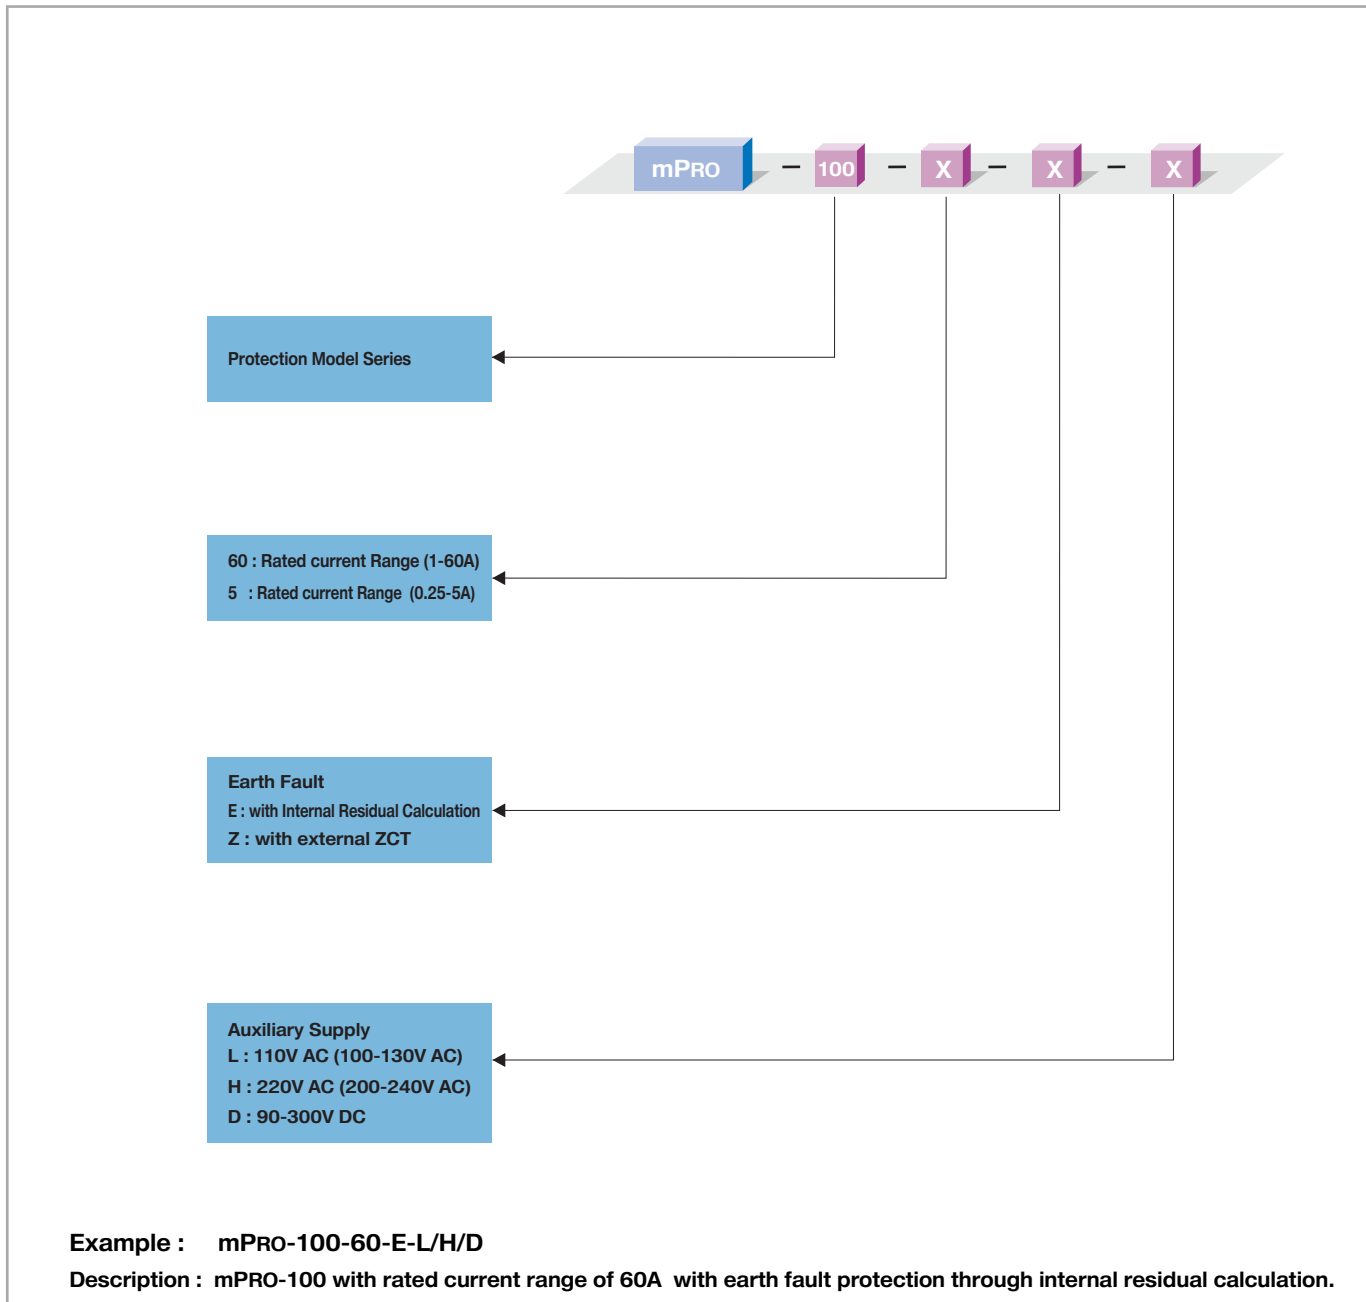 mPRO – 100 – X – X – X
Protection Model Series
60 : Rated current Range (1-60A)
5 : Rated current Range (0.25-5A)
Earth Fault
E : with Internal Residual Calculation
Z : with external ZCT
Auxiliary Supply
L : 110V AC (100-130V AC)
H : 220V AC (200-240V AC)
D : 90-300V DC
Example : mPRO-100-60-E-L/H/D
Description : mPRO-100 with rated current range of 60A with earth fault protection through internal residual calculation.